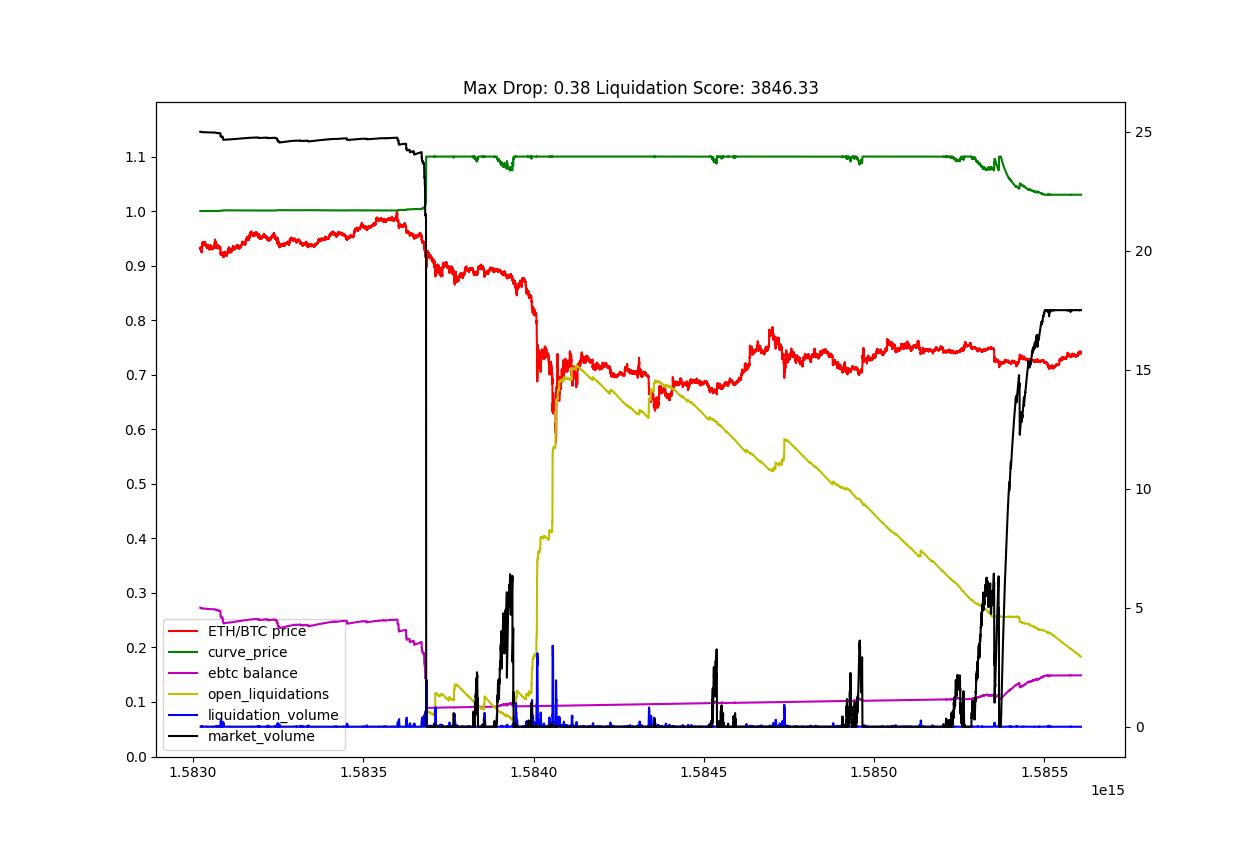 Max Drop: 0.38 Liquidation Score: 3846.33
1.1
1.0
0.9
0.8
0.7
0.6
0.5
0.4
0.3
0.2
0.1
0.0
25
20
15
10
5
0
ETH/BTC price
curve_price
ebtc balance
open_liquidations
liquidation_volume
market_volume
1.5830 1.5835 1.5840 1.5845 1.5850 1.5855
1e15